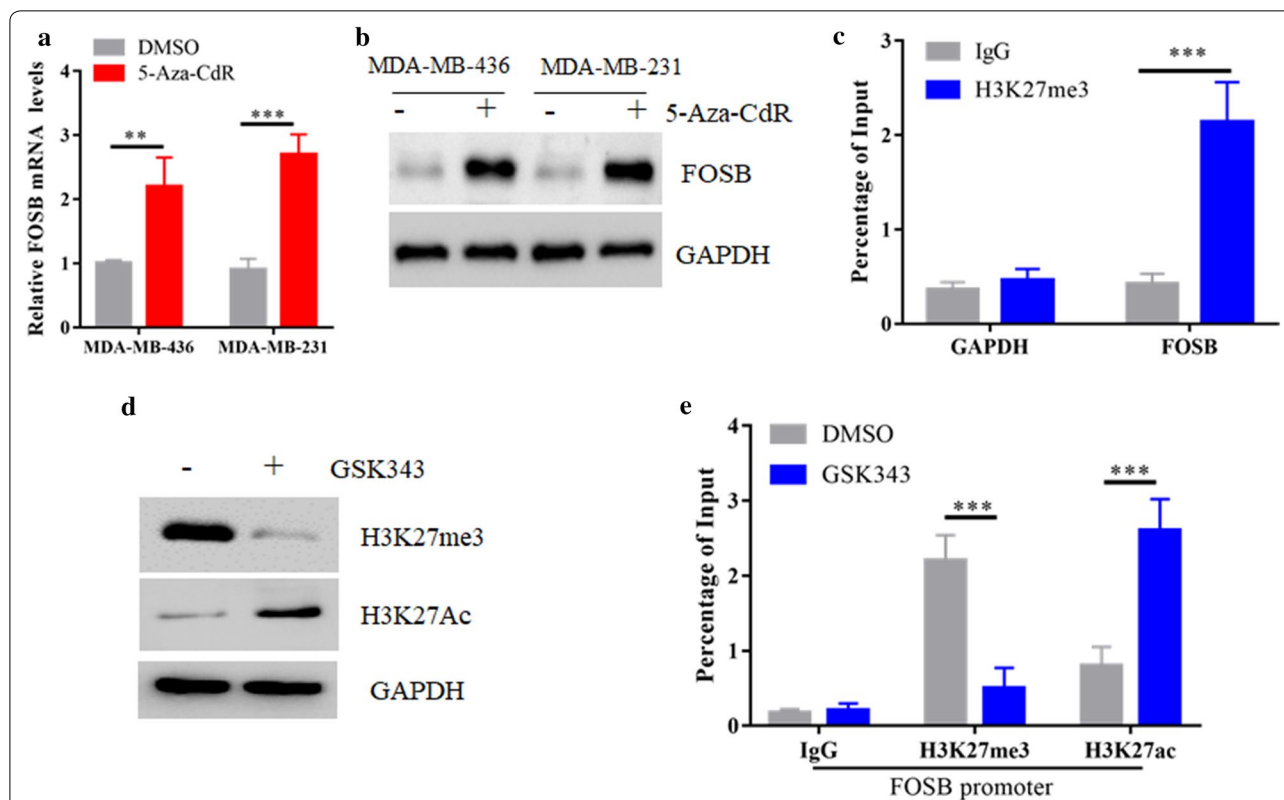 a
DMSO
5-Aza-CdR
Relative FOSB mRNA levels
4
3
2
1
0
**
***
MDA-MB-436
MDA-MB-231
b
MDA-MB-436
MDA-MB-231
- + - + 5-Aza-CdR
FOSB
GAPDH
c
IgG
H3K27me3
Percentage of Input
3
2
1
0
***
GAPDH
FOSB
d
- + GSK343
H3K27me3
H3K27Ac
GAPDH
e
DMSO
GSK343
Percentage of Input
4
3
2
1
0
***
***
IgG
H3K27me3
H3K27ac
FOSB promoter